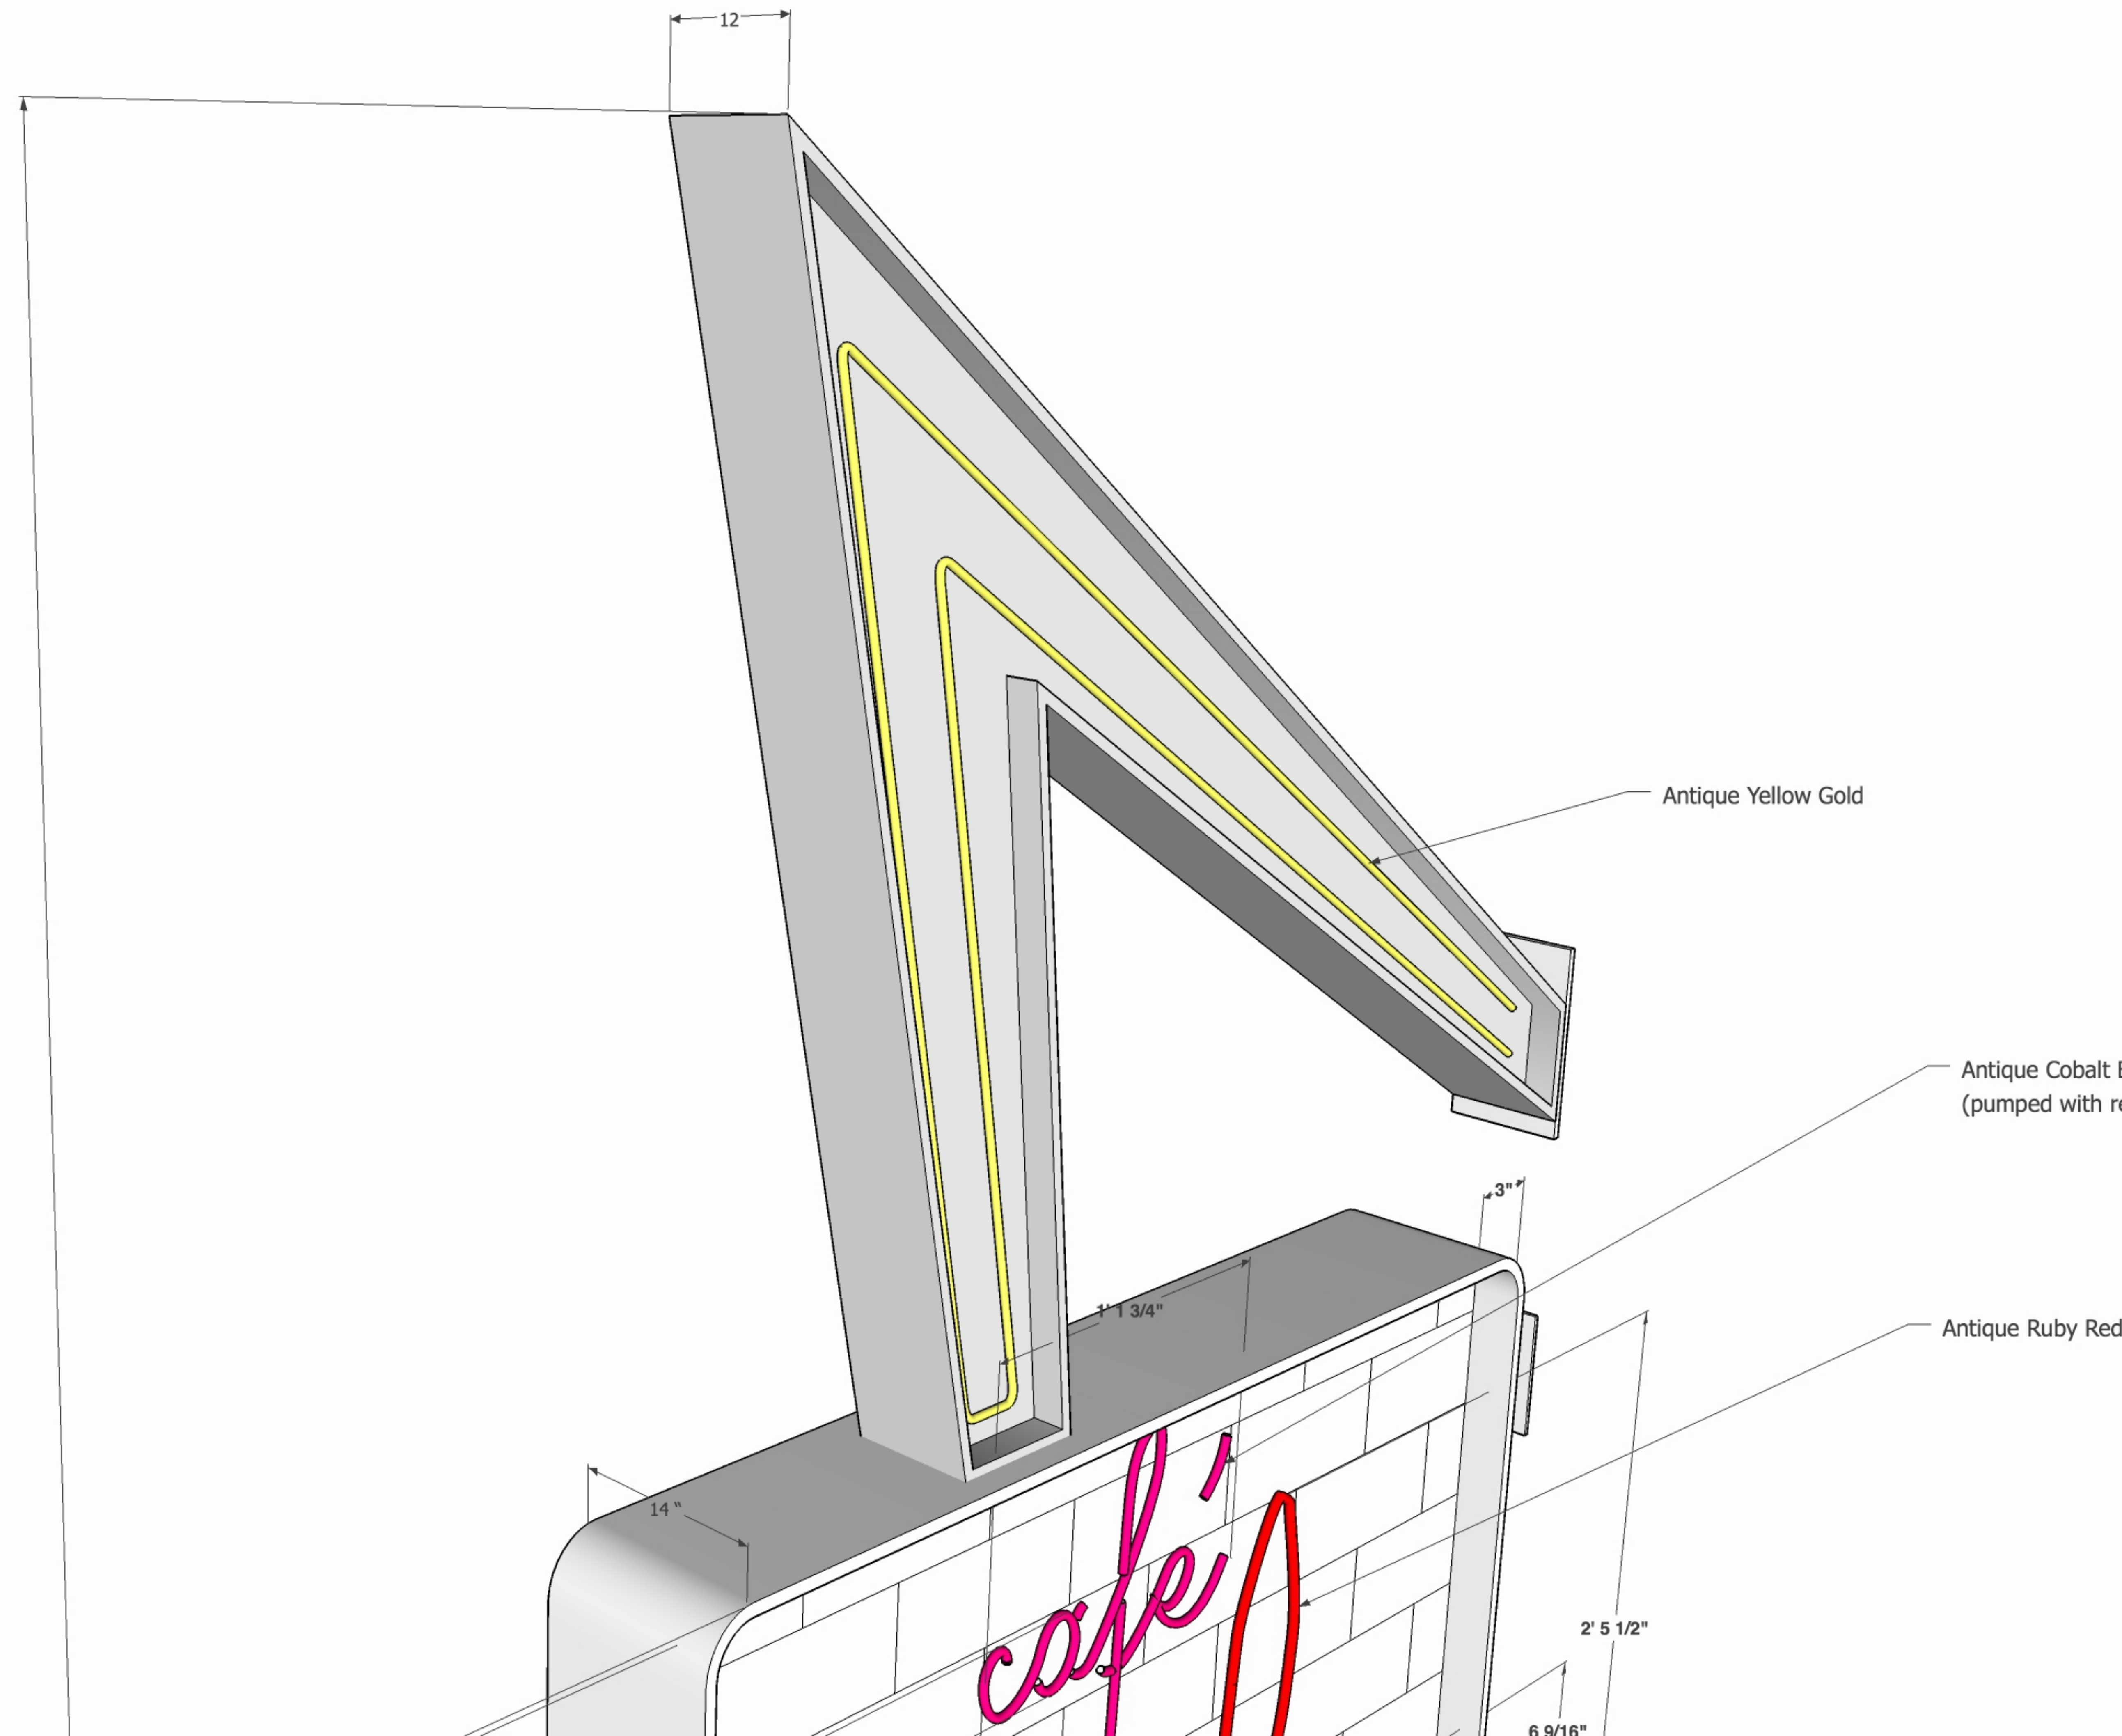 12
Antique Yellow Gold
Antique Cobalt
(pumped with
3"
1' 1 3/4"
Antique Ruby Red
14 "
café
2' 5 1/2"
6 9/16"